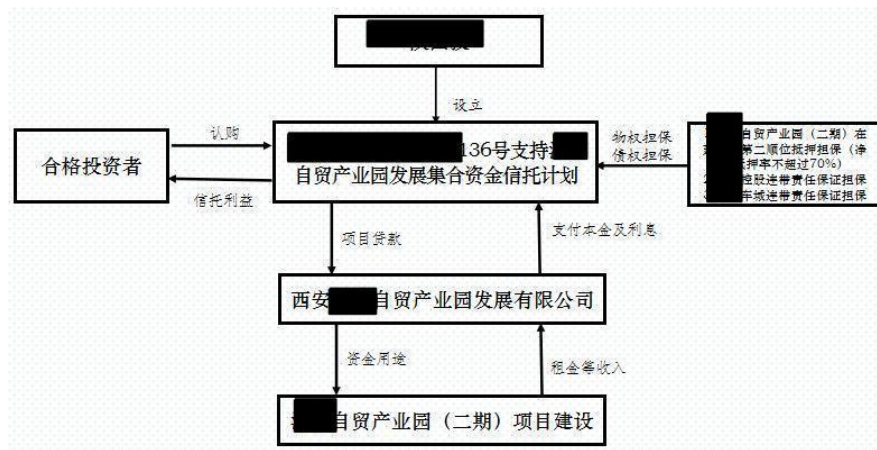 设立
认购
合格投资者
信托利益
136号支持
自贸产业园发展集合资金信托计划
物权担保
债权担保
自贸产业园（二期）在
第二顺位抵押担保（净
押率不超过70%）
控股连带责任保证担保
车城连带责任保证担保
项目贷款
支付本金及利息
西安
自贸产业园发展有限公司
资金用途
租金等收入
自贸产业园（二期）项目建设